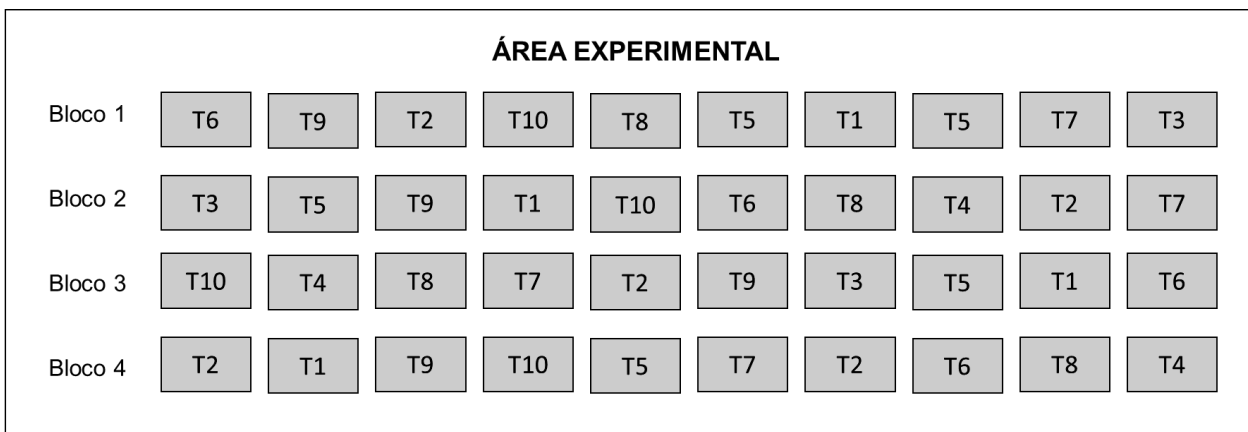 ÁREA EXPERIMENTAL
Bloco 1 T6 T9 T2 T10 T8 T5 T1 T5 T7 T3
Bloco 2 T3 T5 T9 T1 T10 T6 T8 T4 T2 T7
Bloco 3 T10 T4 T8 T7 T2 T9 T3 T5 T1 T6
Bloco 4 T2 T1 T9 T10 T5 T7 T2 T6 T8 T4